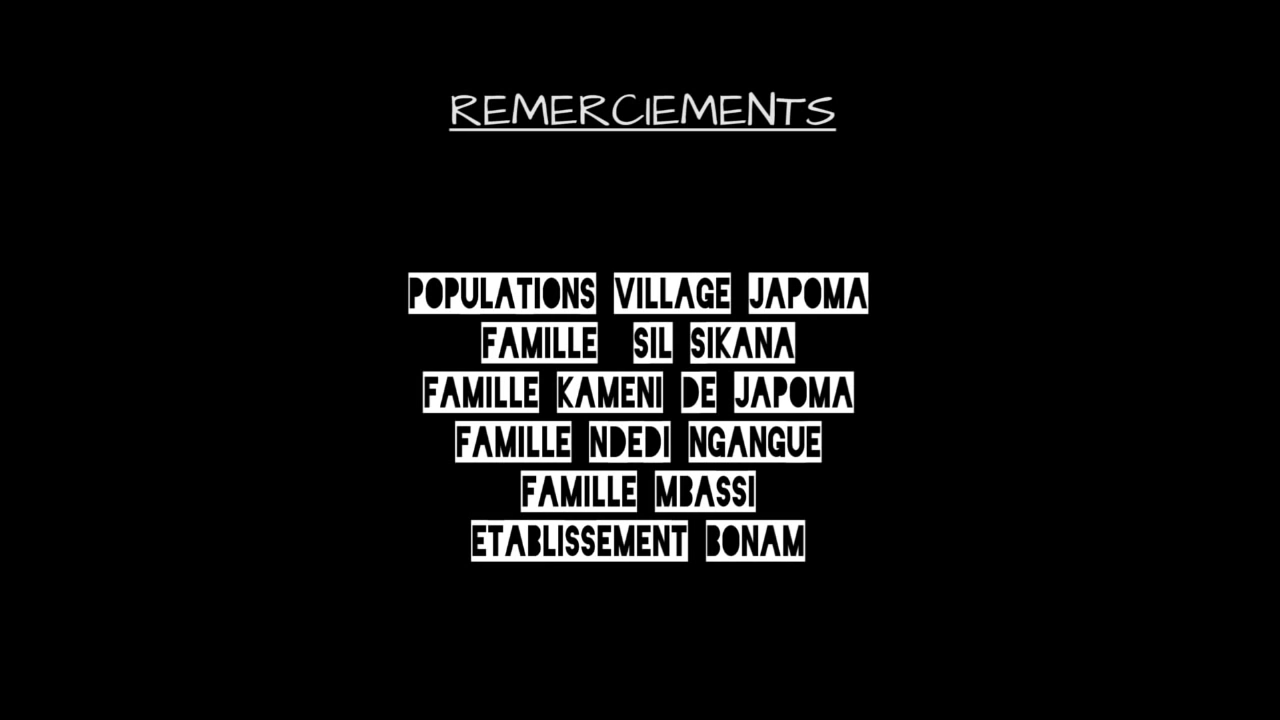 REMERCIEMENTS
POPULATIONS VILLAGE JAPOMA
FAMILLE SIL SIKANA
FAMILLE KAMENI DE JAPOMA
FAMILLE NDEDI NGANGUE
FAMILLE MBASSI
ETABLISSEMENT BONAM